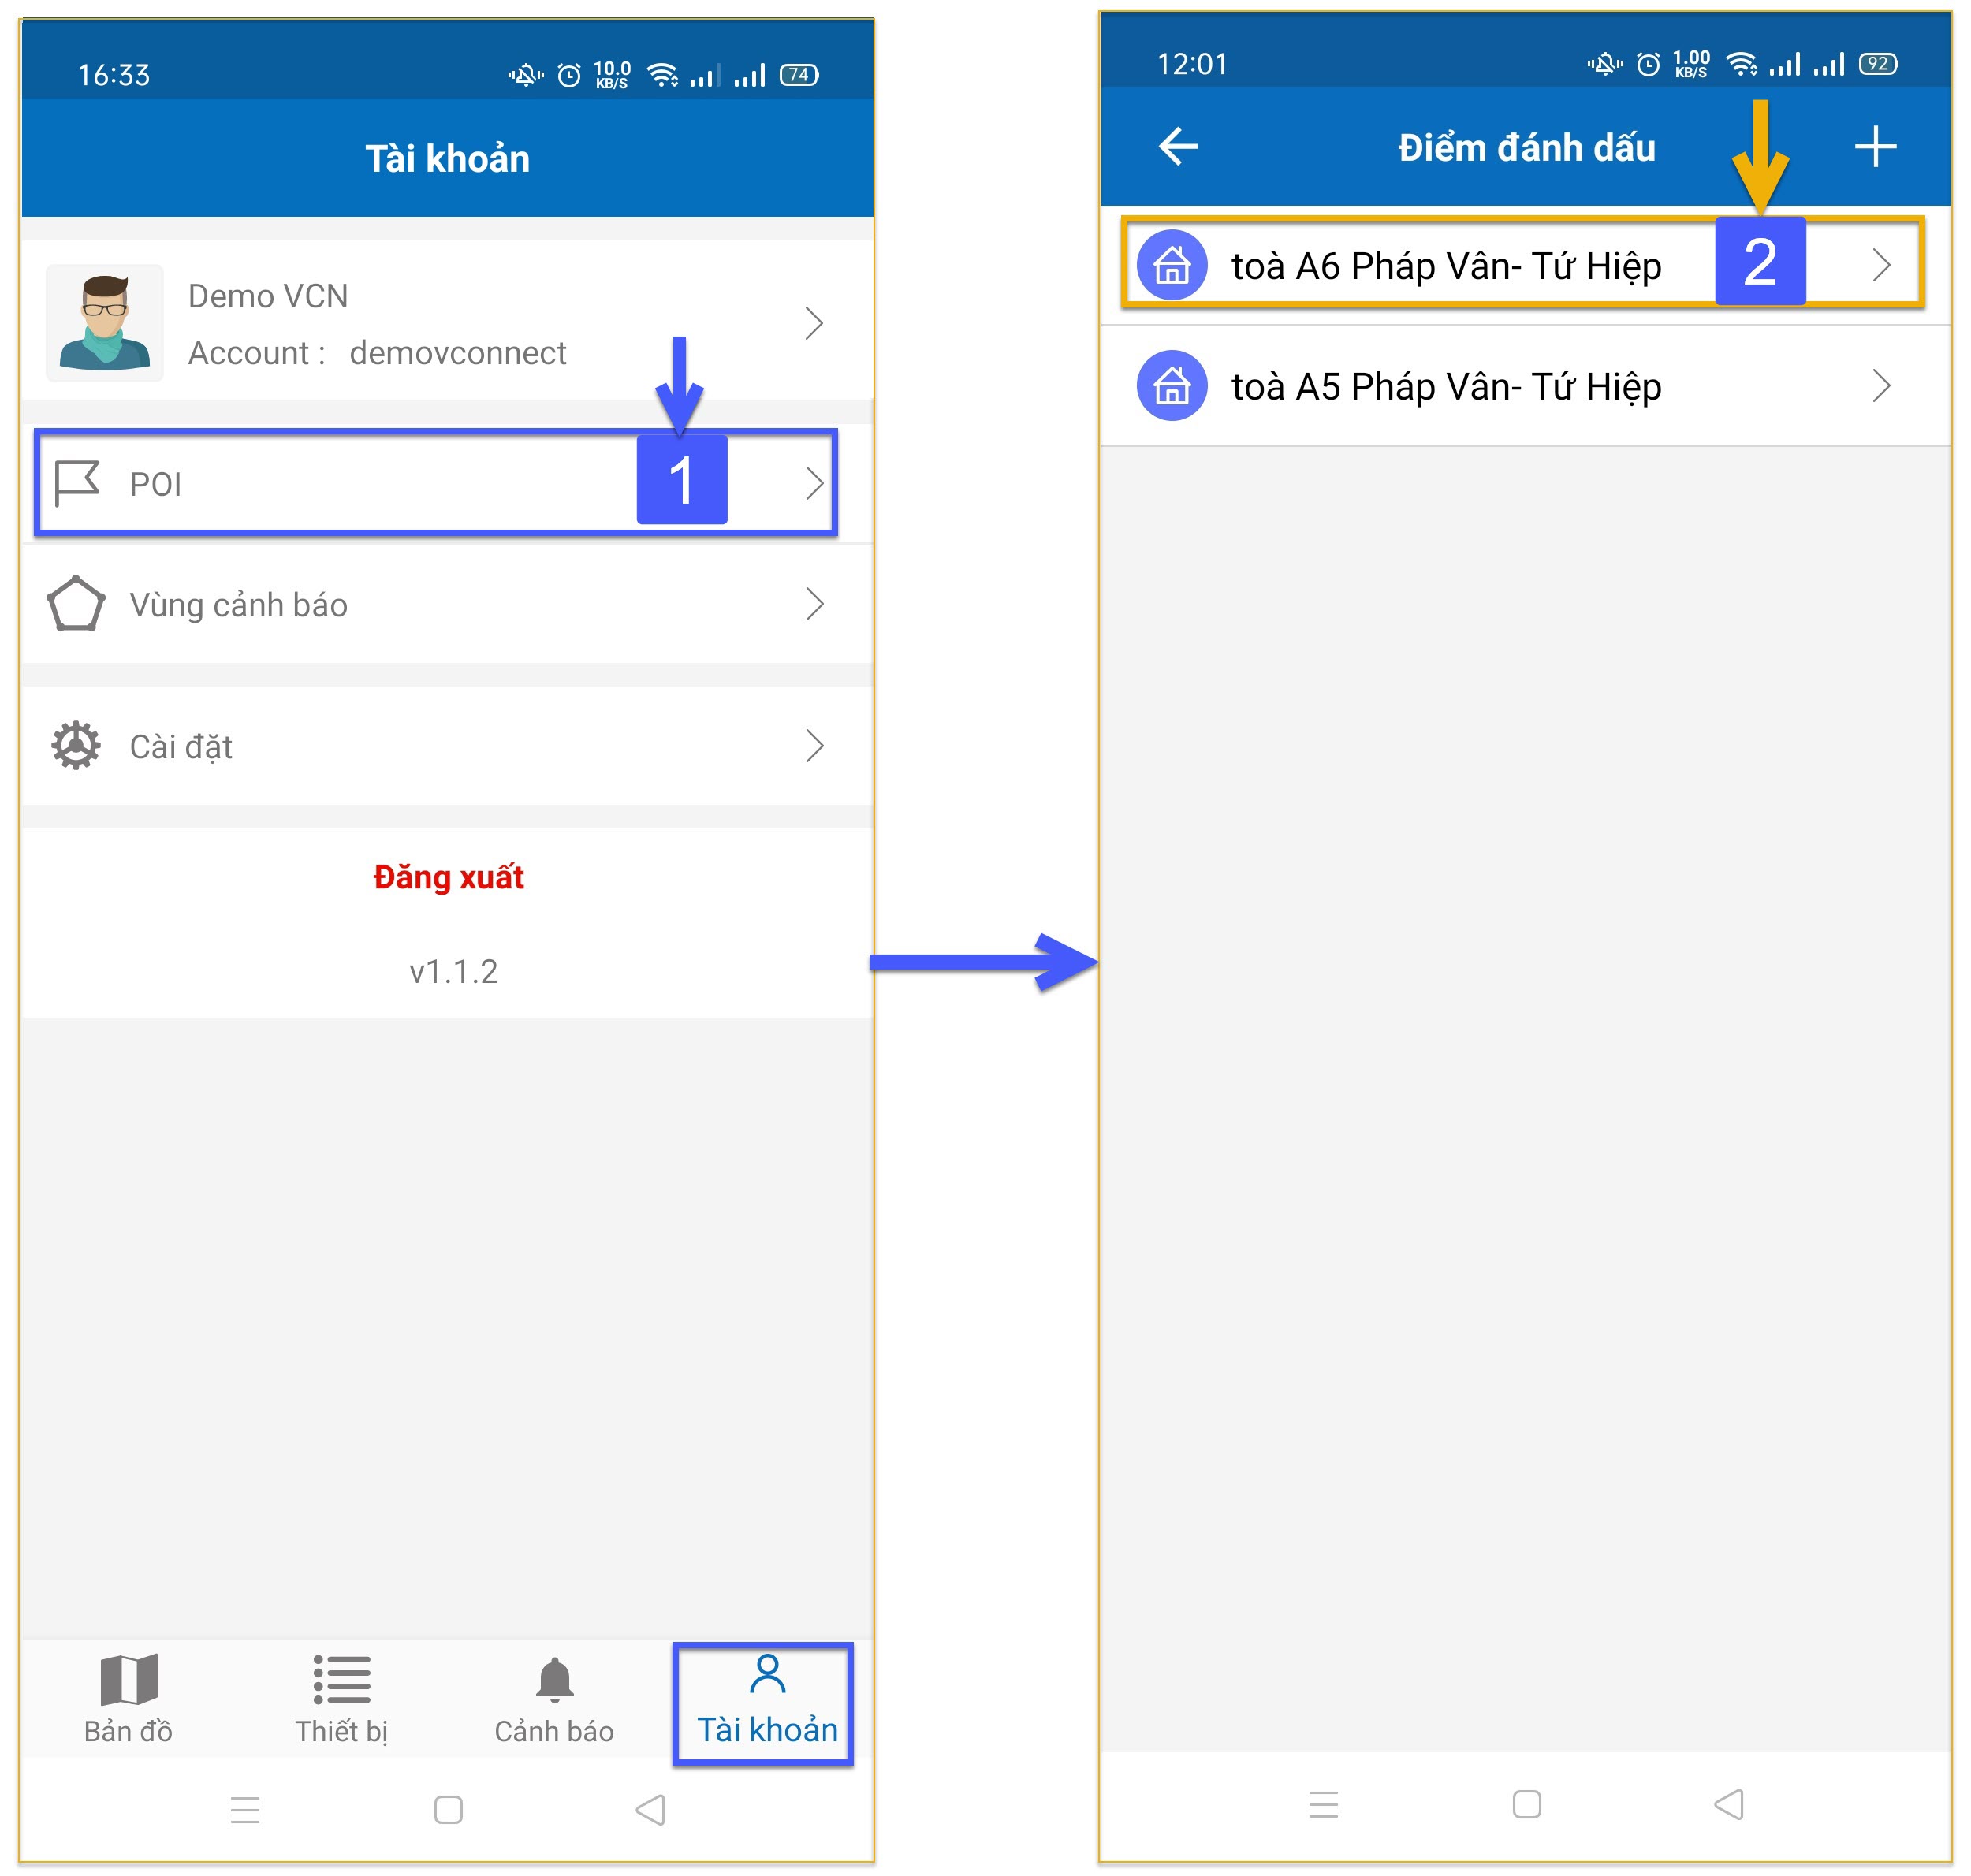 16:33
10.0
KB/S
74
Tài khoản
Demo VCN
Account : demovconnect
POI
1
Vùng cảnh báo
Cài đặt
Đăng xuất
v1.1.2
Bản đồ
Thiết bị
Cảnh báo
Tài khoản
12:01
1.00
KB/S
92
Điểm đánh dấu
toà A6 Pháp Vân- Tứ Hiệp
2
toà A5 Pháp Vân- Tứ Hiệp